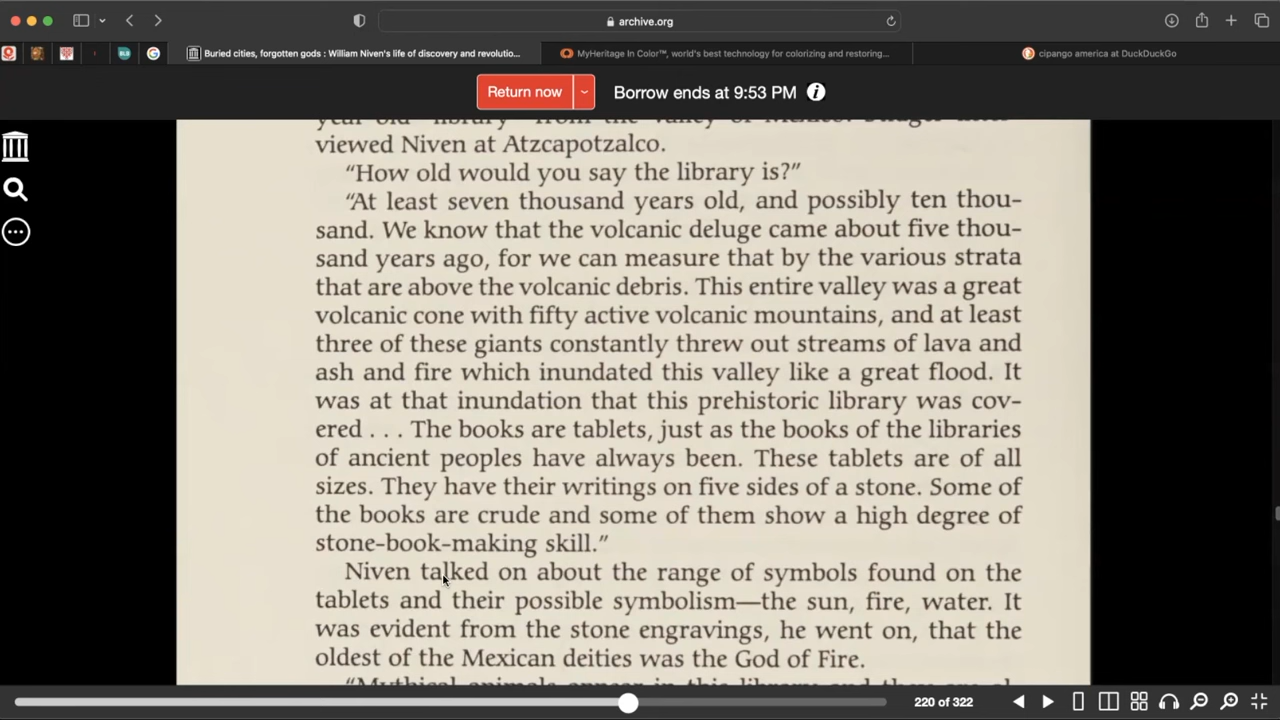 archive.org
Buried cities, forgotten gods : William Niven's life of discovery and revolutio...
MyHeritage In Color™, world's best technology for colorizing and restoring...
cipango america at DuckDuckGo
Return now
Borrow ends at 9:53 PM
viewed Niven at Atzcapotzalco.
“How old would you say the library is?”
“At least seven thousand years old, and possibly ten thou-
sand. We know that the volcanic deluge came about five thou-
sand years ago, for we can measure that by the various strata
that are above the volcanic debris. This entire valley was a great
volcanic cone with fifty active volcanic mountains, and at least
three of these giants constantly threw out streams of lava and
ash and fire which inundated this valley like a great flood. It
was at that inundation that this prehistoric library was cov-
ered . . . The books are tablets, just as the books of the libraries
of ancient peoples have always been. These tablets are of all
sizes. They have their writings on five sides of a stone. Some of
the books are crude and some of them show a high degree of
stone-book-making skill.”
Niven talked on about the range of symbols found on the
tablets and their possible symbolism—the sun, fire, water. It
was evident from the stone engravings, he went on, that the
oldest of the Mexican deities was the God of Fire.
“Mythical animals appear in this library and they are al-
220 of 322